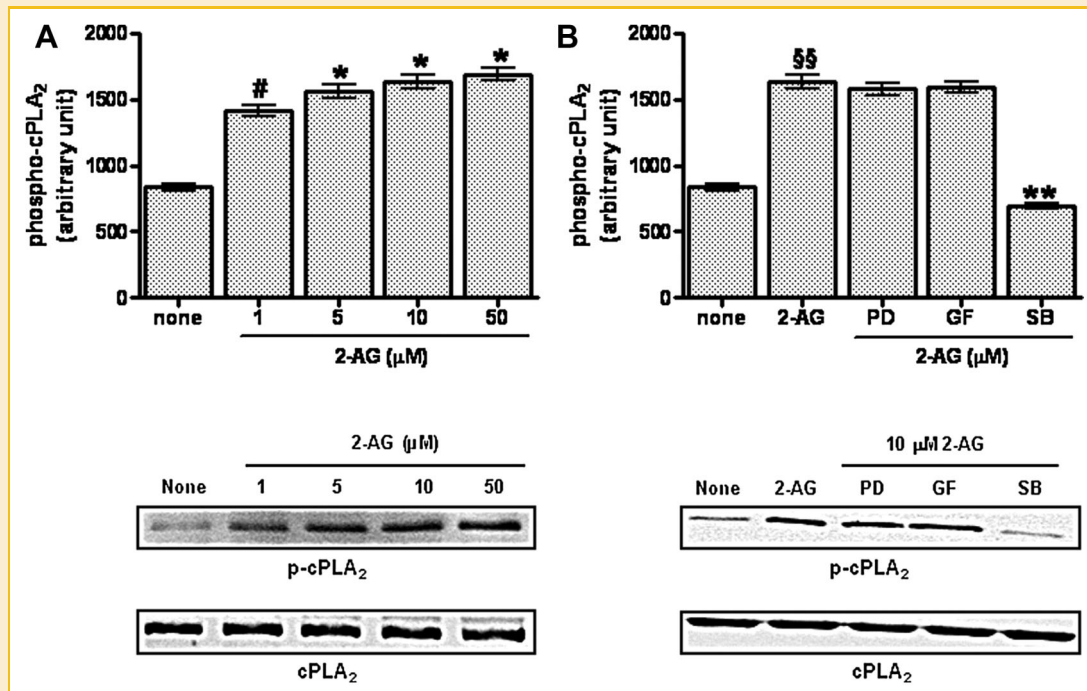 A
phospho-cPLA₂
(arbitrary unit)
2000
1500
1000
500
0
#
*
*
*
none 1 5 10 50
2-AG (µM)
B
phospho-cPLA₂
(arbitrary unit)
2000
1500
1000
500
0
§§
**
none 2-AG PD GF SB
2-AG (µM)
2-AG (µM)
None 1 5 10 50
p-cPLA₂
cPLA₂
10 µM 2-AG
None 2-AG PD GF SB
p-cPLA₂
cPLA₂